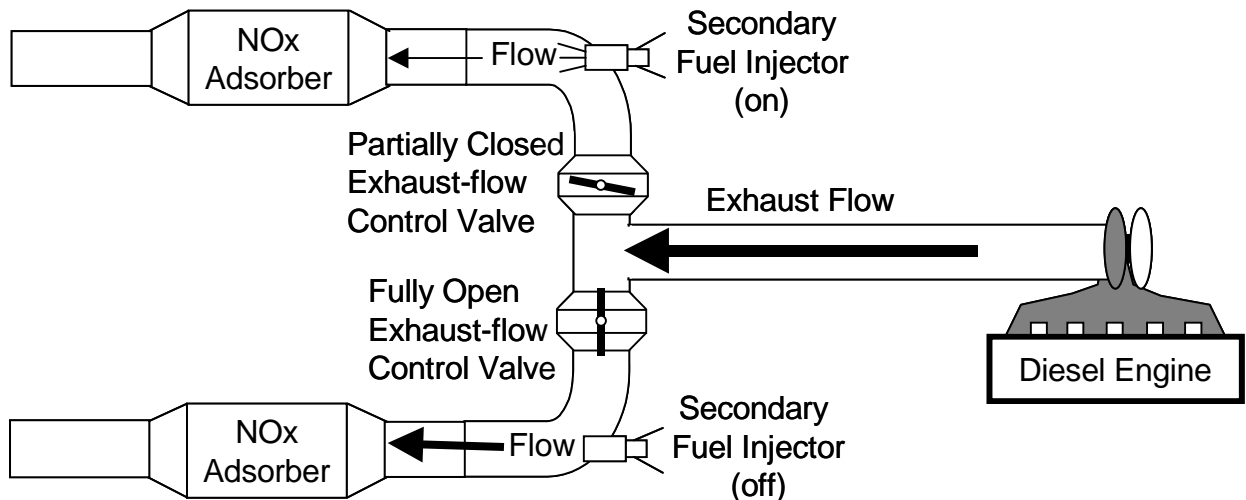 NOx
Adsorber
Flow
Secondary
Fuel Injector
(on)
Partially Closed
Exhaust-flow
Control Valve
Exhaust Flow
Fully Open
Exhaust-flow
Control Valve
Diesel Engine
NOx
Adsorber
Flow
Secondary
Fuel Injector
(off)